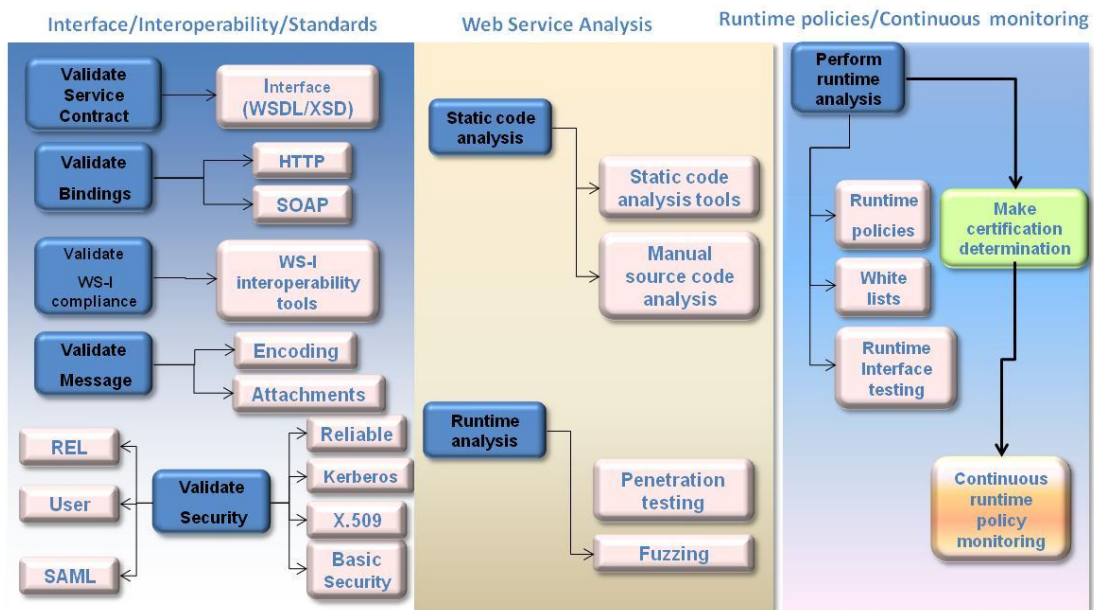 Interface/Interoperability/Standards
Validate
Service
Contract
Interface
(WSDL/XSD)
Validate
Bindings
HTTP
SOAP
Validate
WS-I
compliance
WS-I
interoperability
tools
Validate
Message
Encoding
Attachments
REL
User
SAML
Validate
Security
Reliable
Kerberos
X.509
Basic
Security
Web Service Analysis
Static code
analysis
Static code
analysis tools
Manual
source code
analysis
Runtime
analysis
Penetration
testing
Fuzzing
Runtime policies/Continuous monitoring
Perform
runtime
analysis
Runtime
policies
White
lists
Runtime
Interface
testing
Make
certification
determination
Continuous
runtime
policy
monitoring